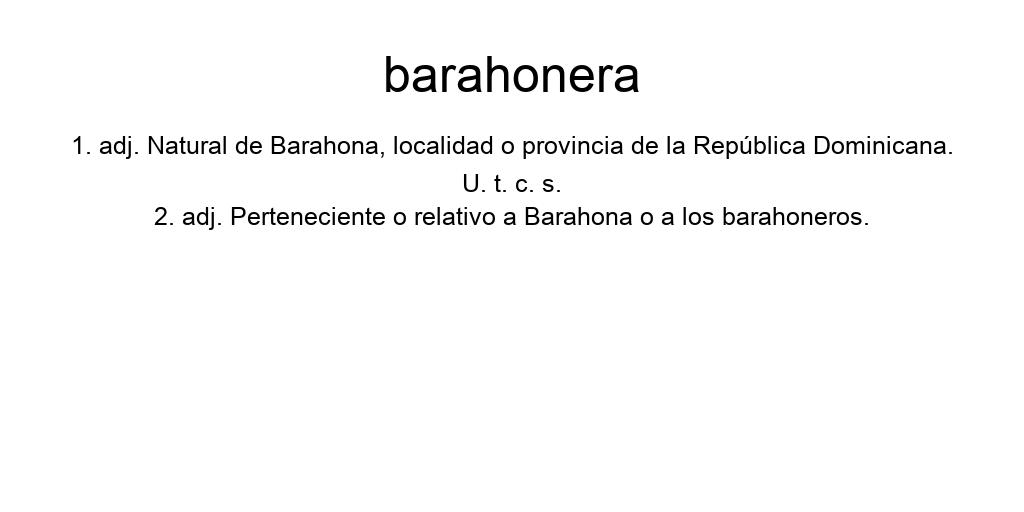 barahonera
1. adj. Natural de Barahona, localidad o provincia de la República Dominicana.
U. t. c. s.
2. adj. Perteneciente o relativo a Barahona o a los barahoneros.